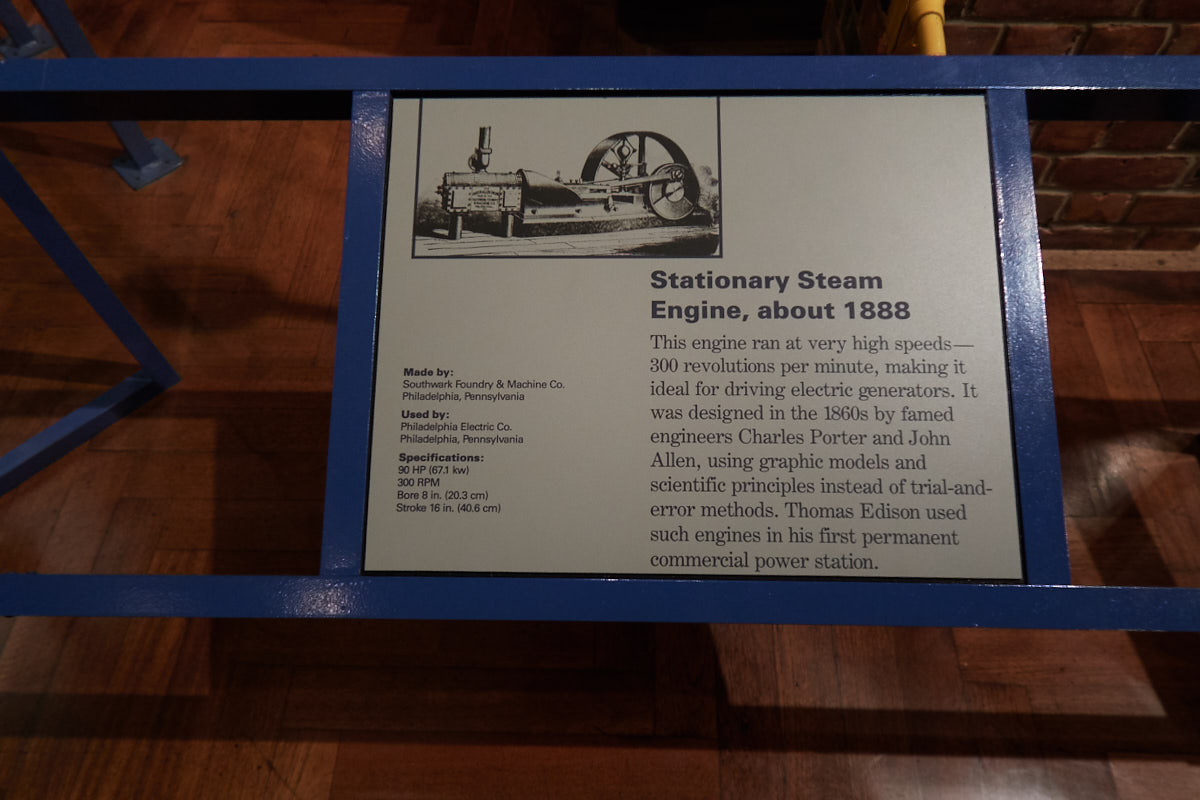 Stationary Steam
Engine, about 1888
This engine ran at very high speeds—
300 revolutions per minute, making it
ideal for driving electric generators. It
was designed in the 1860s by famed
engineers Charles Porter and John
Allen, using graphic models and
scientific principles instead of trial-and-
error methods. Thomas Edison used
such engines in his first permanent
commercial power station.
Made by:
Southwark Foundry & Machine Co.
Philadelphia, Pennsylvania
Used by:
Philadelphia Electric Co.
Philadelphia, Pennsylvania
Specifications:
90 HP (67.1 kw)
300 RPM
Bore 8 in. (20.3 cm)
Stroke 16 in. (40.6 cm)